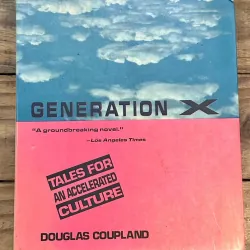 GENERATION X
"A groundbreaking novel."
—Los Angeles Times
TALES FOR
AN ACCELERATED
CULTURE
DOUGLAS COUPLAND